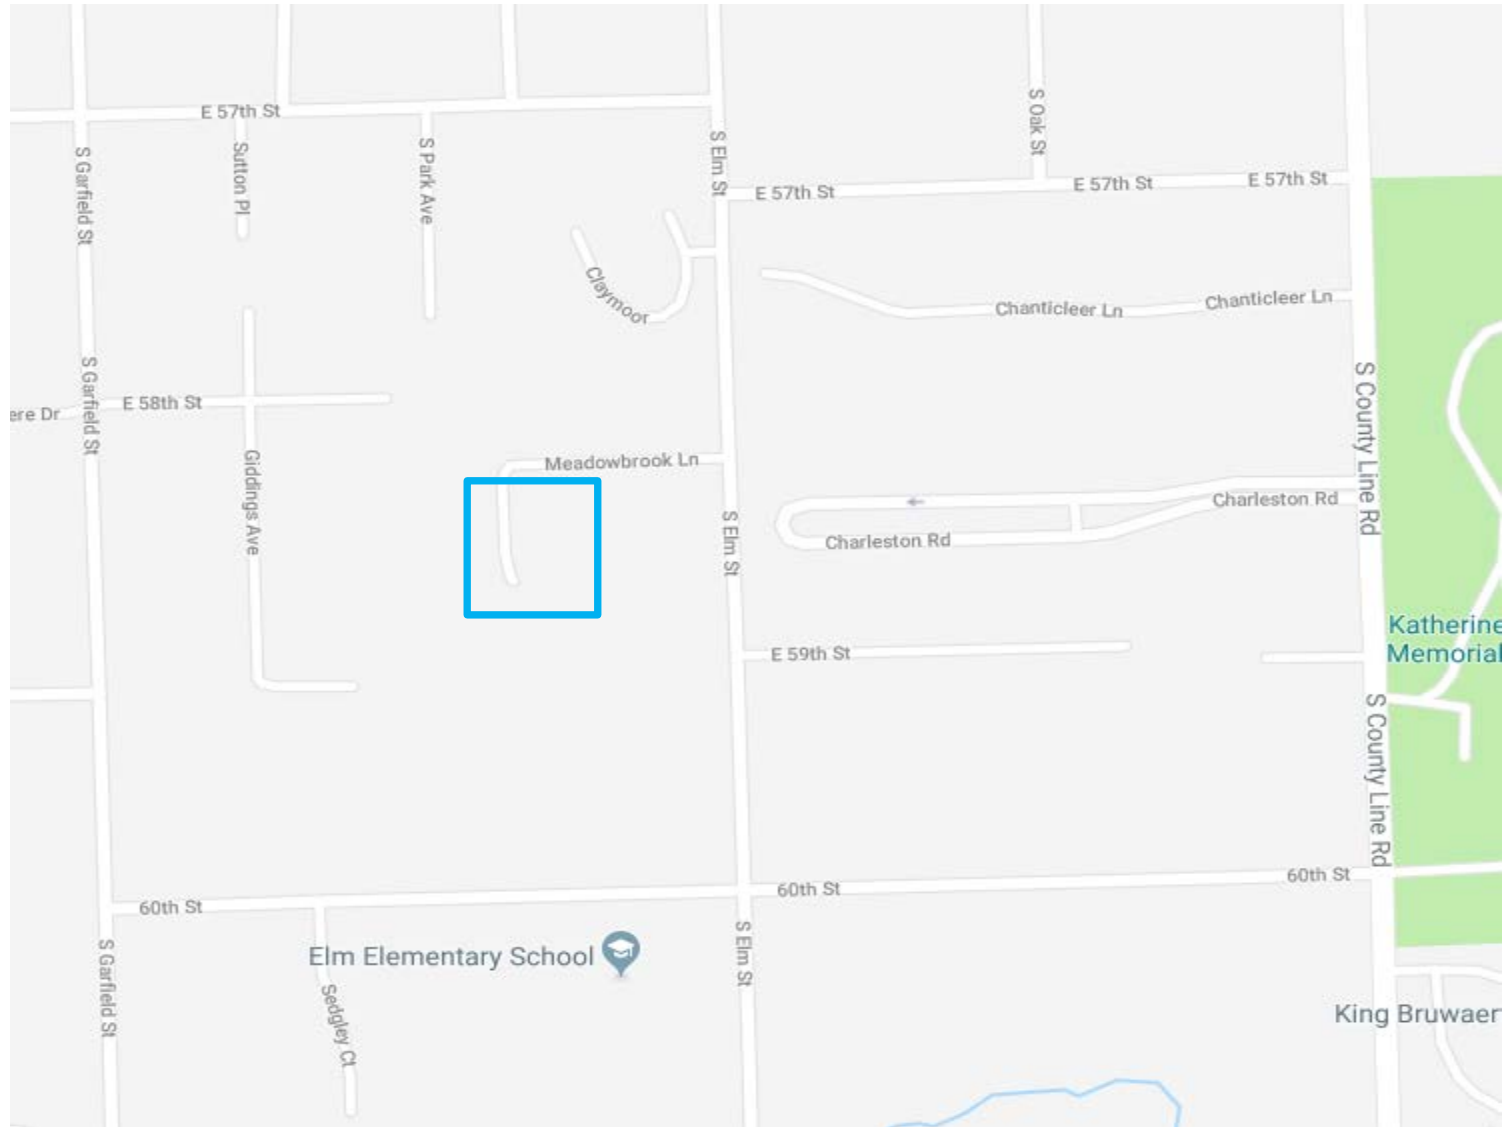 E 57th St
S Garfield St
Sutton Pl
S Park Ave
S Elm St
S Oak St
E 57th St
E 57th St
E 57th St
Claymoor
Chanticleer Ln
Chanticleer Ln
S Garfield St
ere Dr
E 58th St
Giddings Ave
Meadowbrook Ln
S Elm St
S County Line Rd
Charleston Rd
Charleston Rd
E 59th St
Katherine
Memorial
S County Line Rd
60th St
60th St
60th St
S Garfield St
Elm Elementary School
S Elm St
Sedgley Ct
King Bruwaer